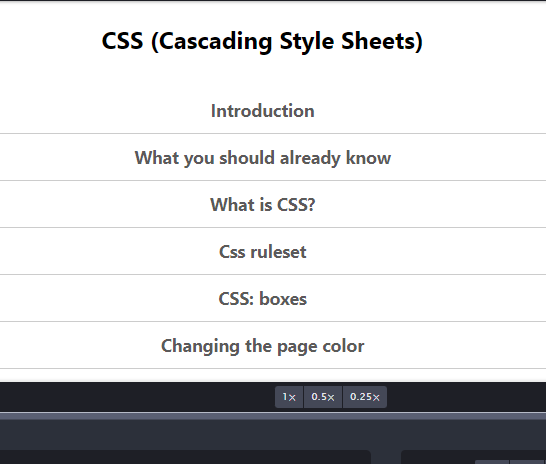 CSS (Cascading Style Sheets)
Introduction
What you should already know
What is CSS?
Css ruleset
CSS: boxes
Changing the page color
1× 0.5× 0.25×